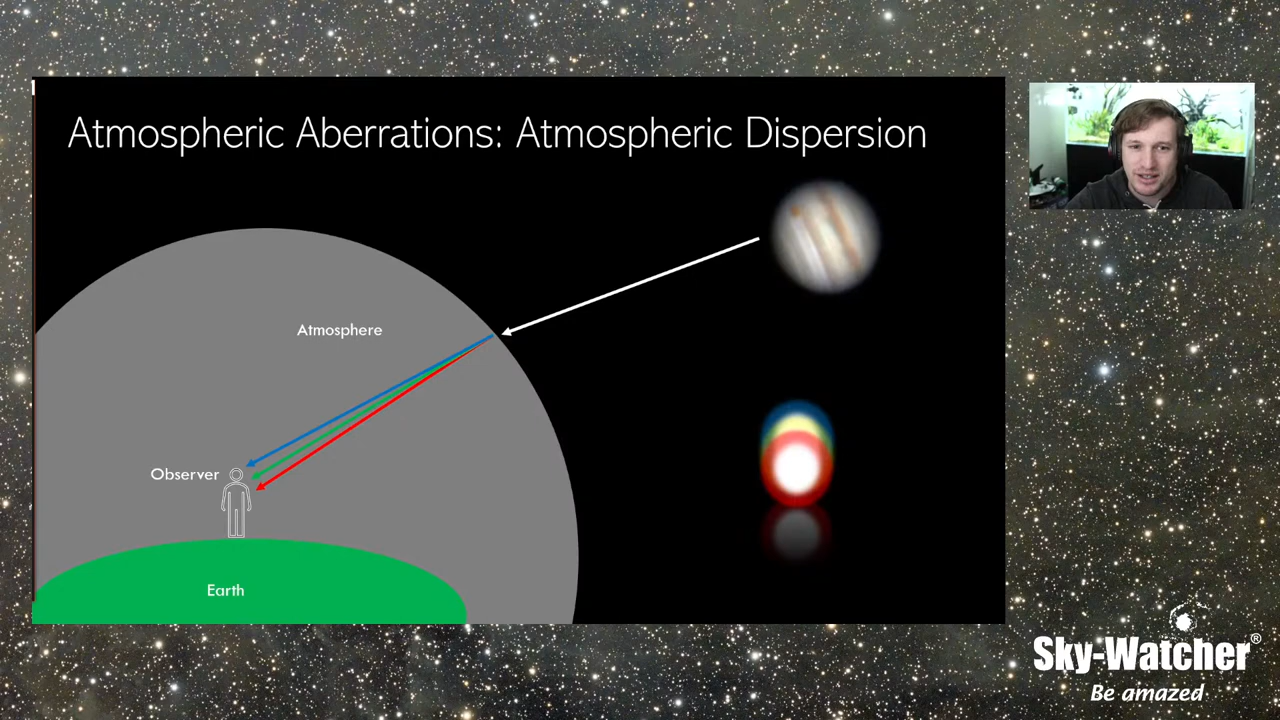 Atmospheric Aberrations: Atmospheric Dispersion
Atmosphere
Observer
Earth
Sky-Watcher®
Be amazed